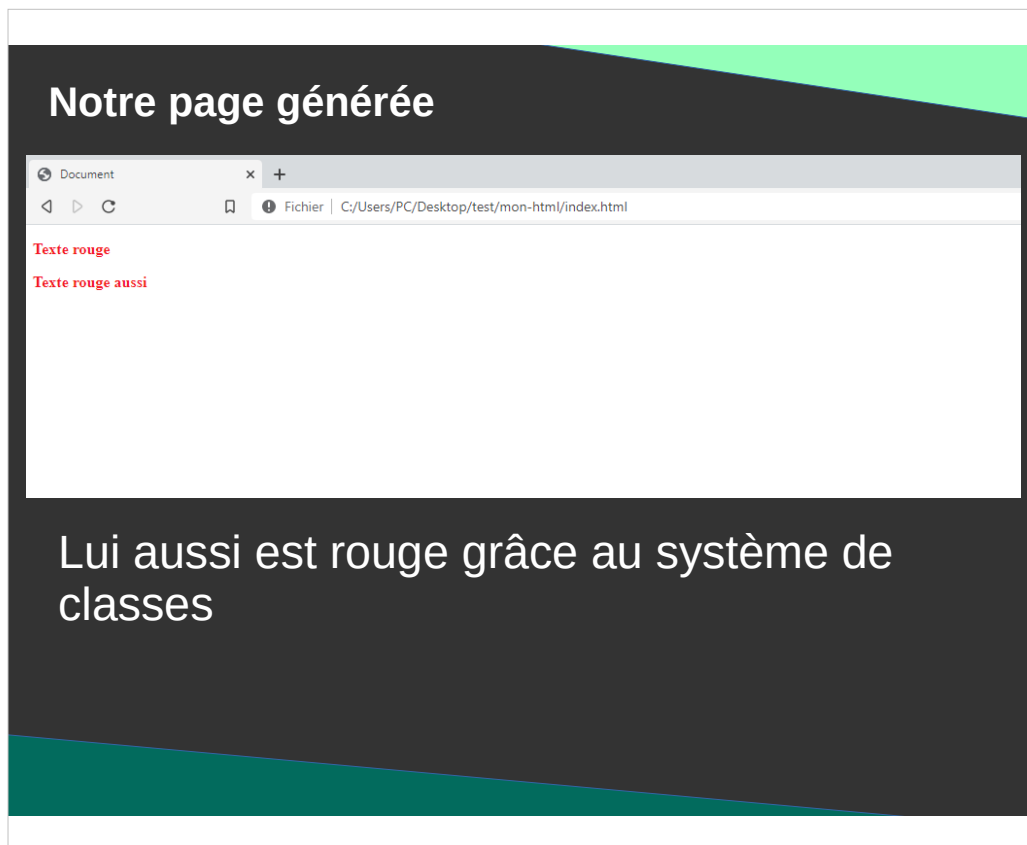 Notre page générée
Document
Fichier C:/Users/PC/Desktop/test/mon-html/index.html
Texte rouge
Texte rouge aussi
Lui aussi est rouge grâce au système de
classes